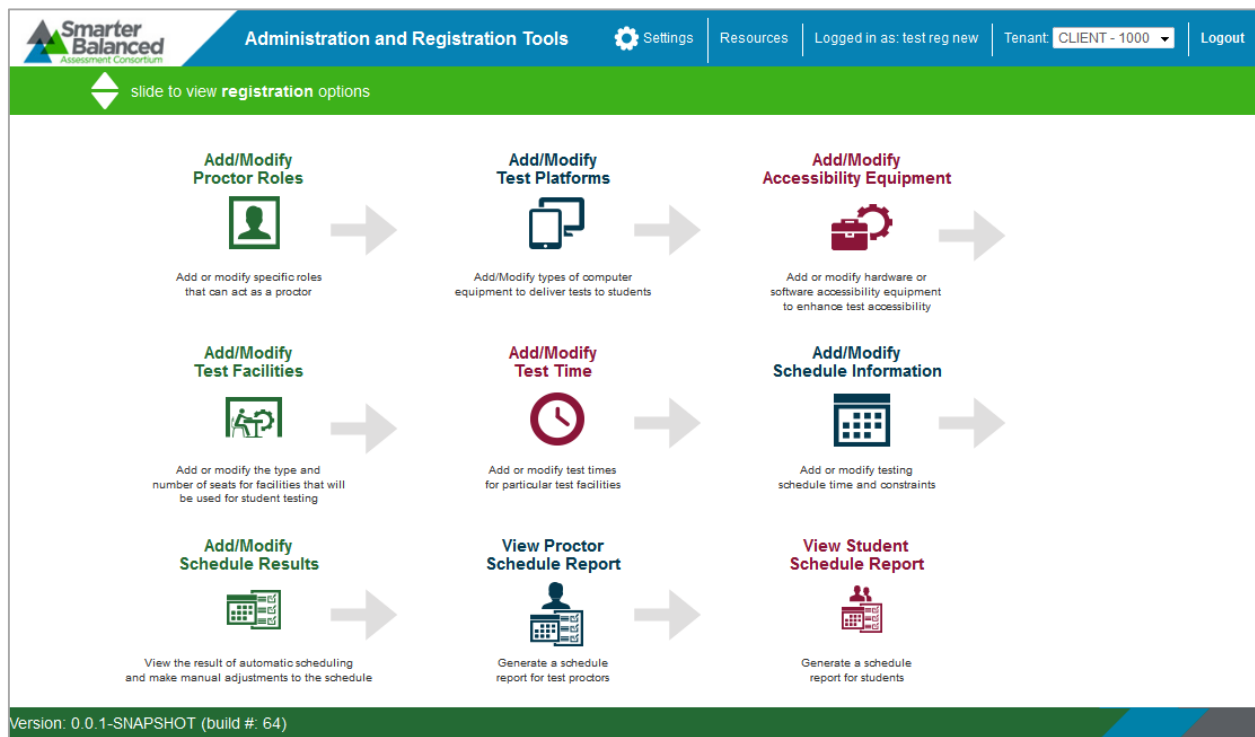 Smarter
Balanced
Assessment Consortium
Administration and Registration Tools
Settings
Resources
Logged in as: test reg new
Tenant: CLIENT - 1000
Logout
slide to view registration options
Add/Modify
Proctor Roles
Add or modify specific roles
that can act as a proctor
Add/Modify
Test Platforms
Add/Modify types of computer
equipment to deliver tests to students
Add/Modify
Accessibility Equipment
Add or modify hardware or
software accessibility equipment
to enhance test accessibility
Add/Modify
Test Facilities
Add or modify the type and
number of seats for facilities that will
be used for student testing
Add/Modify
Test Time
Add or modify test times
for particular test facilities
Add/Modify
Schedule Information
Add or modify testing
schedule time and constraints
Add/Modify
Schedule Results
View the result of automatic scheduling
and make manual adjustments to the schedule
View Proctor
Schedule Report
Generate a schedule
report for test proctors
View Student
Schedule Report
Generate a schedule
report for students
Version: 0.0.1-SNAPSHOT (build #: 64)